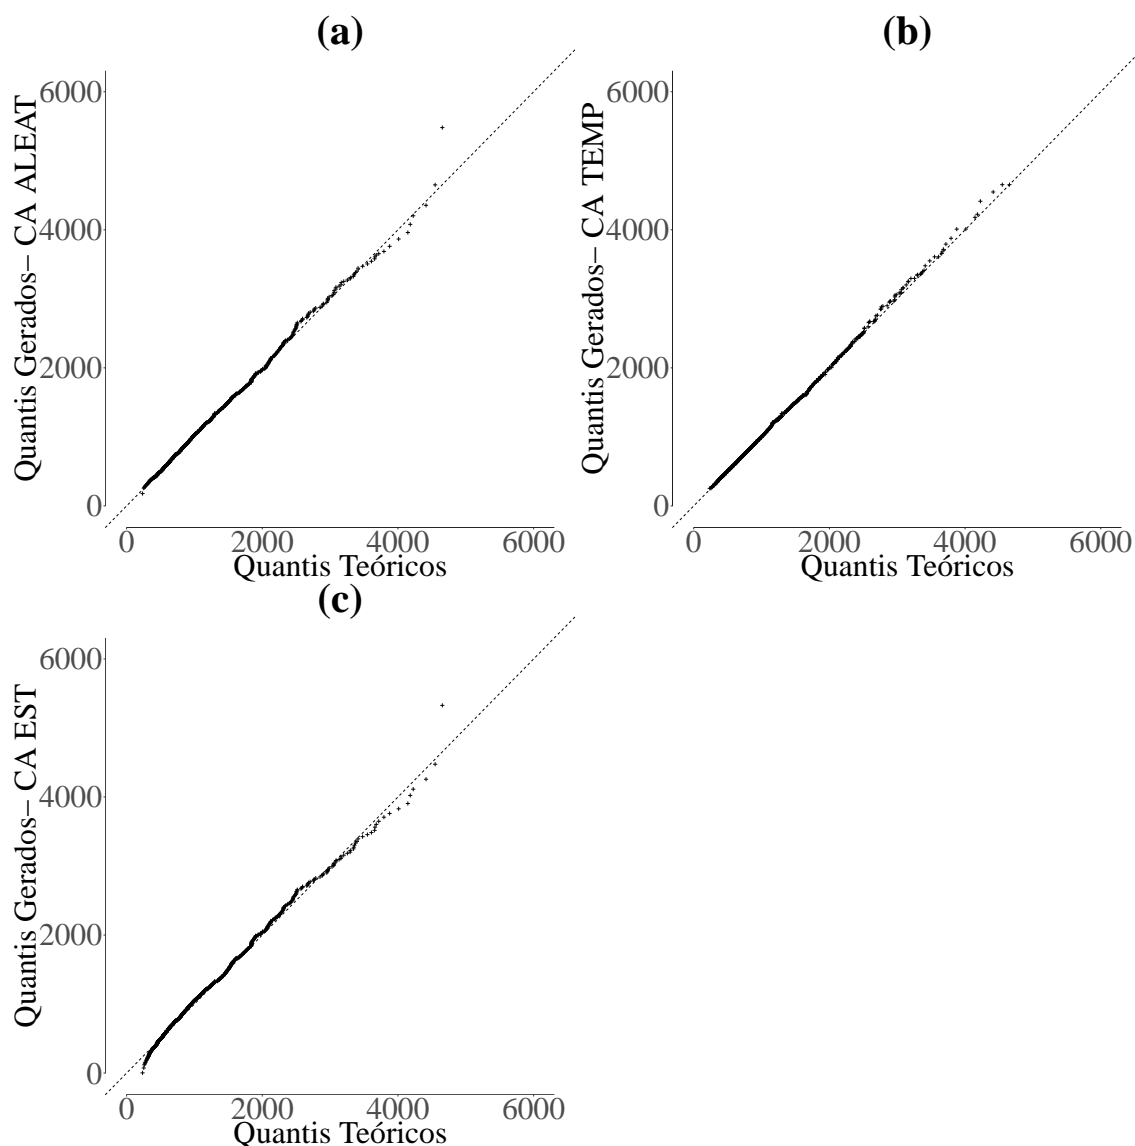 (a)
Quantis Gerados− CA ALEAT
6000
4000
2000
0
0 2000 4000 6000
Quantis Teóricos
(b)
Quantis Gerados− CA TEMP
6000
4000
2000
0
0 2000 4000 6000
Quantis Teóricos
(c)
Quantis Gerados− CA EST
6000
4000
2000
0
0 2000 4000 6000
Quantis Teóricos